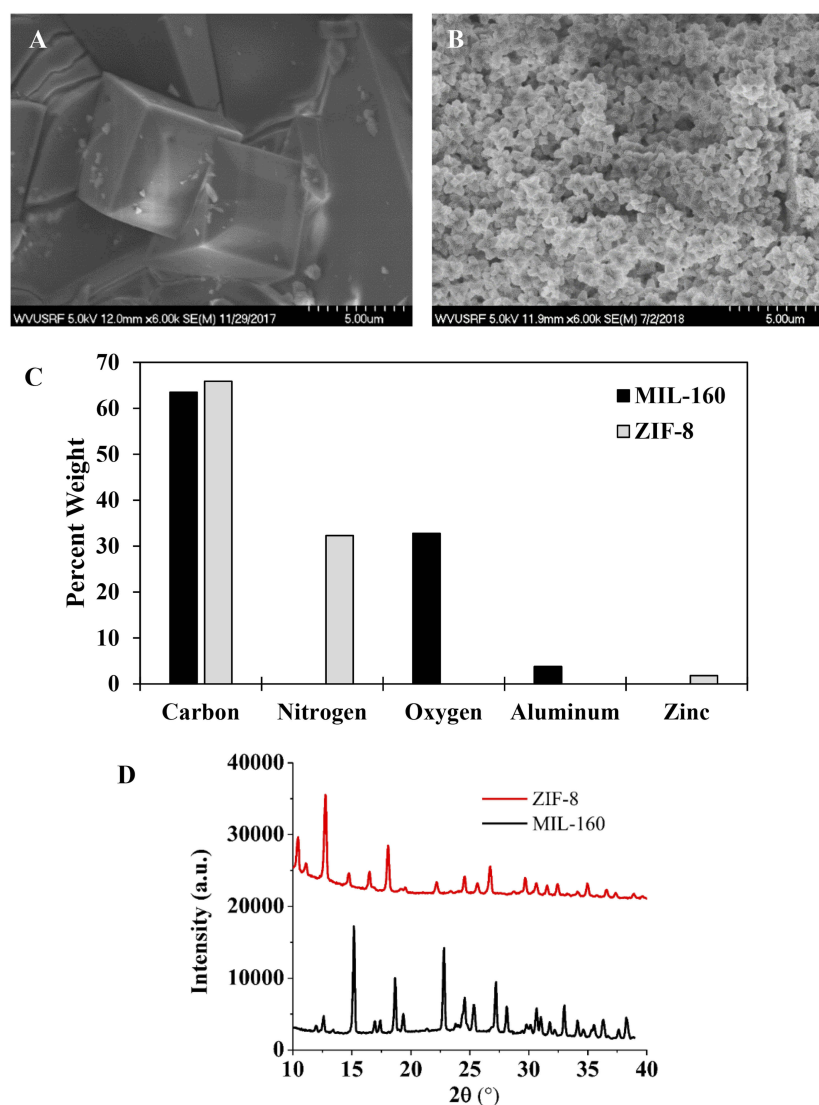 A
B
WVUSRF 5.0kV 12.0mm x6.00k SE(M) 11/29/2017
5.00um
WVUSRF 5.0kV 11.9mm x6.00k SE(M) 7/2/2018
5.00um
C
70
60
50
40
30
20
10
0
Percent Weight
MIL-160
ZIF-8
Carbon Nitrogen Oxygen Aluminum Zinc
D
40000
30000
20000
10000
0
Intensity (a.u.)
ZIF-8
MIL-160
10 15 20 25 30 35 40
2θ (°)